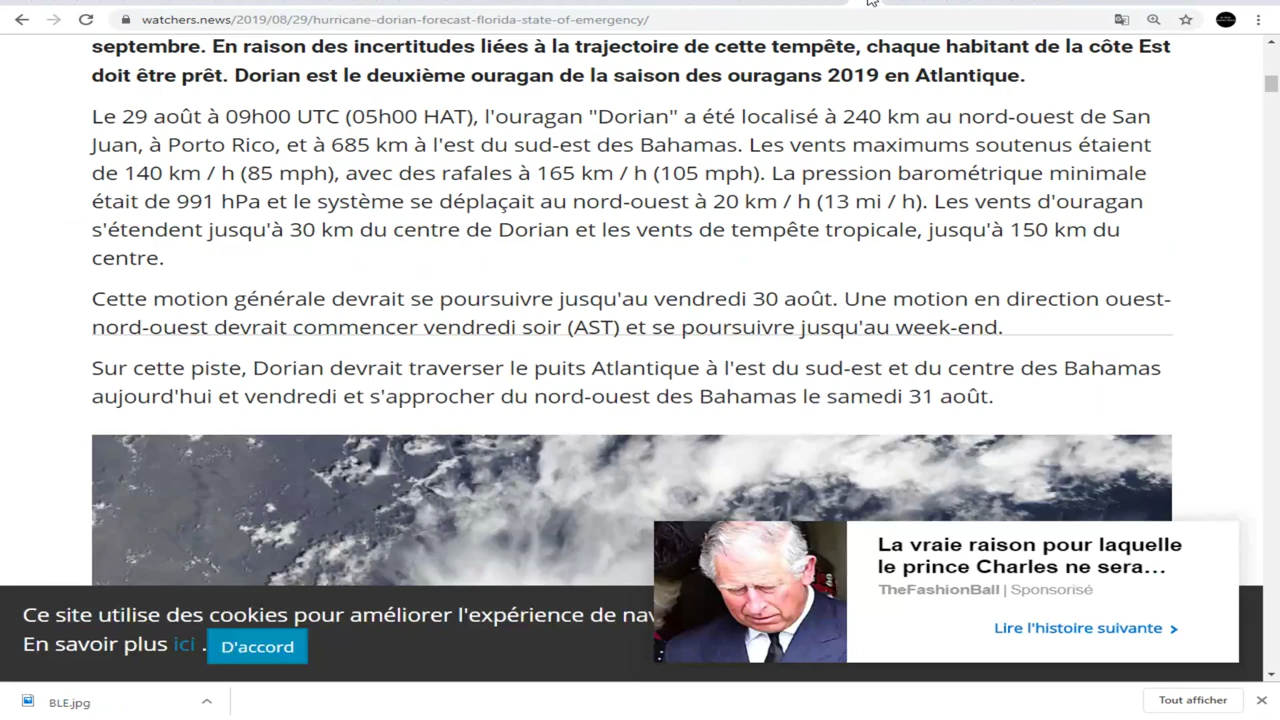 watchers.news/2019/08/29/hurricane-dorian-forecast-florida-state-of-emergency/
septembre. En raison des incertitudes liées à la trajectoire de cette tempête, chaque habitant de la côte Est
doit être prêt. Dorian est le deuxième ouragan de la saison des ouragans 2019 en Atlantique.
Le 29 août à 09h00 UTC (05h00 HAT), l'ouragan "Dorian" a été localisé à 240 km au nord-ouest de San
Juan, à Porto Rico, et à 685 km à l'est du sud-est des Bahamas. Les vents maximums soutenus étaient
de 140 km / h (85 mph), avec des rafales à 165 km / h (105 mph). La pression barométrique minimale
était de 991 hPa et le système se déplaçait au nord-ouest à 20 km / h (13 mi / h). Les vents d'ouragan
s'étendent jusqu'à 30 km du centre de Dorian et les vents de tempête tropicale, jusqu'à 150 km du
centre.
Cette motion générale devrait se poursuivre jusqu'au vendredi 30 août. Une motion en direction ouest-
nord-ouest devrait commencer vendredi soir (AST) et se poursuivre jusqu'au week-end.
Sur cette piste, Dorian devrait traverser le puits Atlantique à l'est du sud-est et du centre des Bahamas
aujourd'hui et vendredi et s'approcher du nord-ouest des Bahamas le samedi 31 août.
La vraie raison pour laquelle
le prince Charles ne sera...
TheFashionBall | Sponsorisé
Lire l'histoire suivante
Ce site utilise des cookies pour améliorer l'expérience de nav
En savoir plus ici .
D'accord
BLE.jpg
Tout afficher